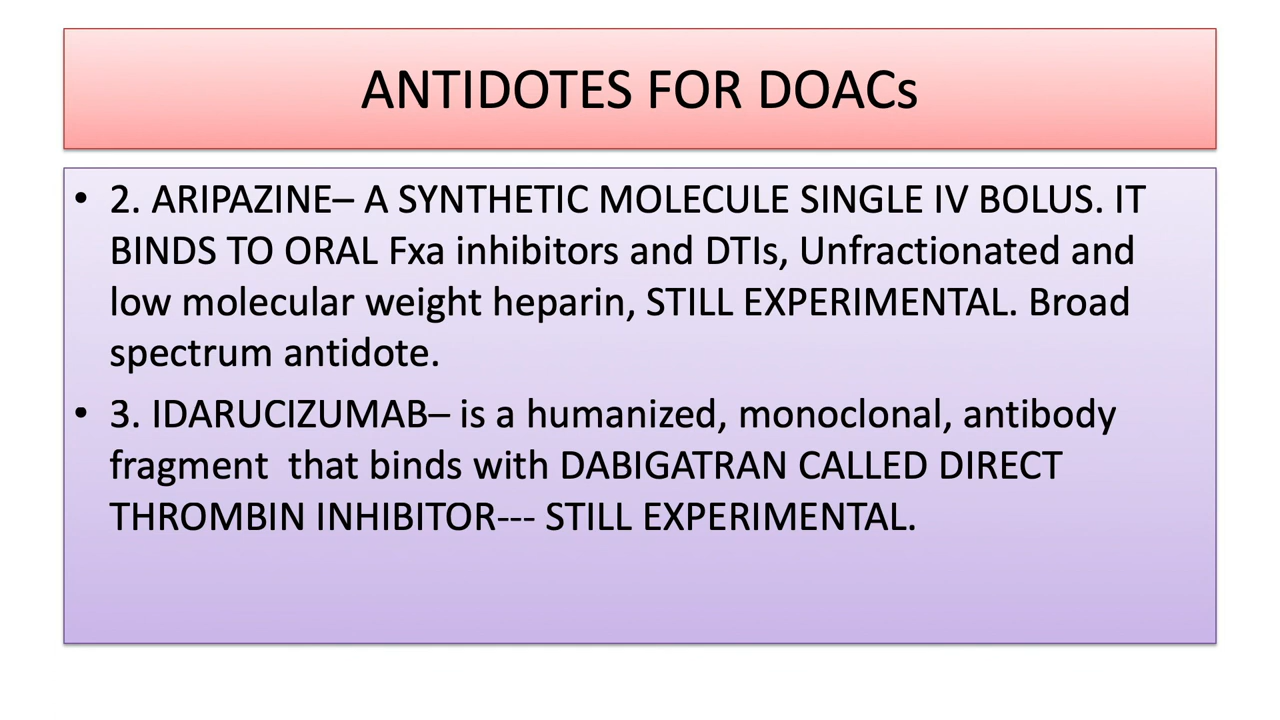 ANTIDOTES FOR DOACs
• 2. ARIPAZINE– A SYNTHETIC MOLECULE SINGLE IV BOLUS. IT
BINDS TO ORAL Fxa inhibitors and DTIs, Unfractionated and
low molecular weight heparin, STILL EXPERIMENTAL. Broad
spectrum antidote.
• 3. IDARUCIZUMAB– is a humanized, monoclonal, antibody
fragment  that binds with DABIGATRAN CALLED DIRECT
THROMBIN INHIBITOR--- STILL EXPERIMENTAL.